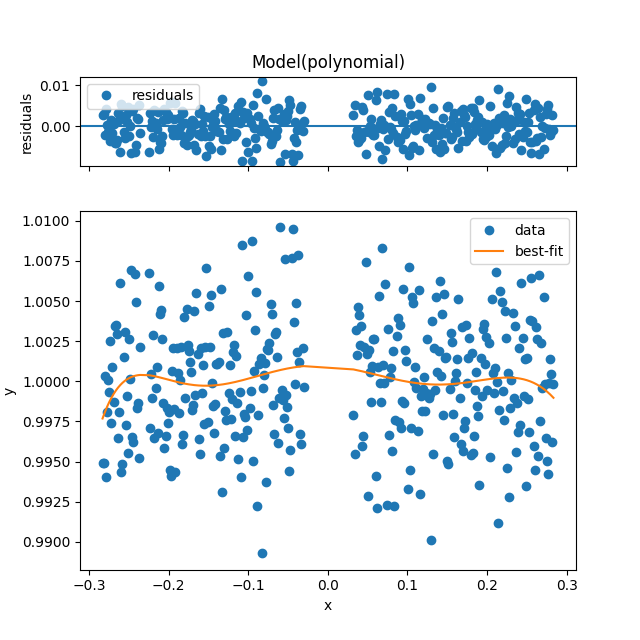 Model(polynomial)
0.01
0.00
residuals
residuals
1.0100
1.0075
1.0050
1.0025
1.0000
0.9975
0.9950
0.9925
0.9900
y
data
best-fit
−0.3 −0.2 −0.1 0.0 0.1 0.2 0.3
x